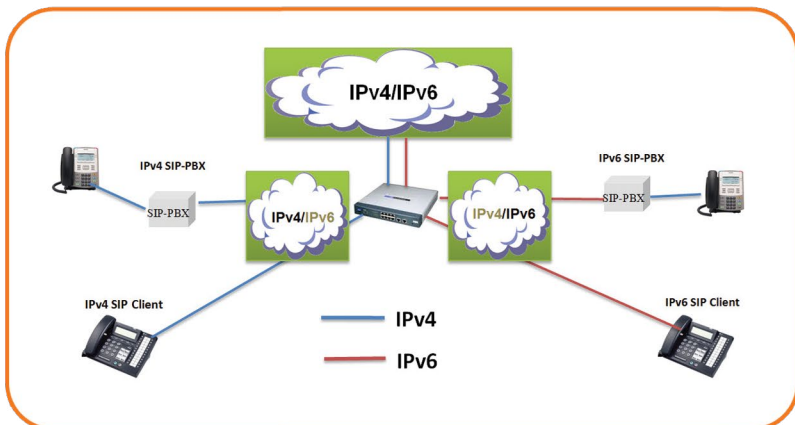 IPv4/IPv6
IPv4 SIP-PBX
IPv6 SIP-PBX
SIP-PBX
IPv4/IPv6
IPv4/IPv6
SIP-PBX
IPv4 SIP Client
IPv6 SIP Client
IPv4
IPv6